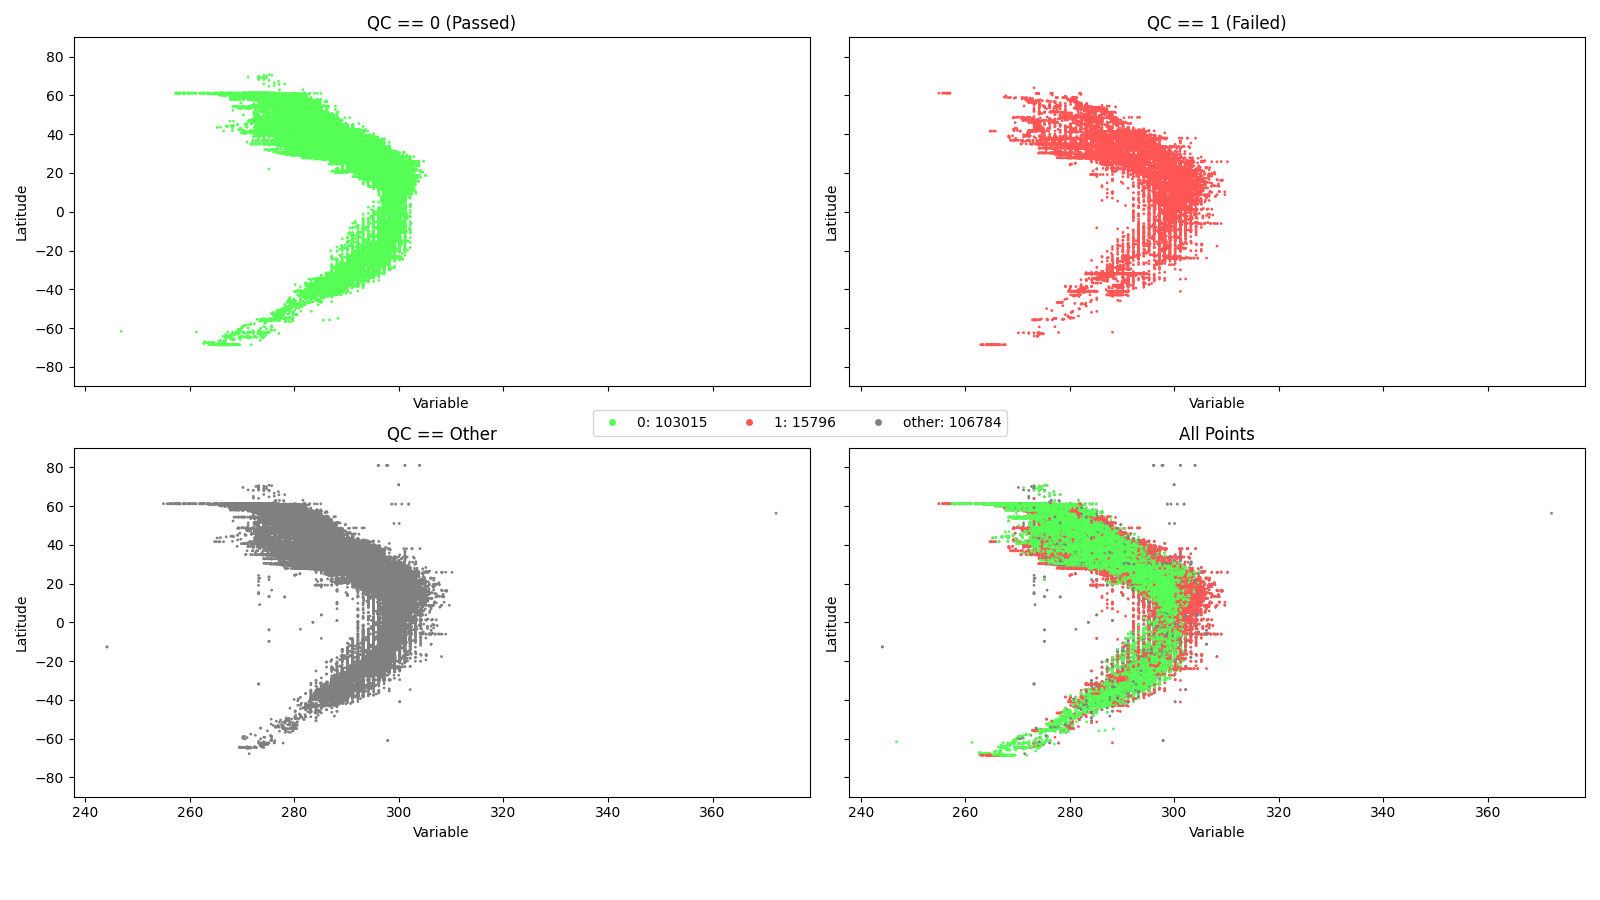 QC == 0 (Passed)
QC == 1 (Failed)
80
60
40
20
0
−20
−40
−60
−80
Latitude
Latitude
Variable
Variable
0: 103015
1: 15796
other: 106784
QC == Other
All Points
80
60
40
20
0
−20
−40
−60
−80
Latitude
Latitude
240
260
280
300
320
340
360
240
260
280
300
320
340
360
Variable
Variable